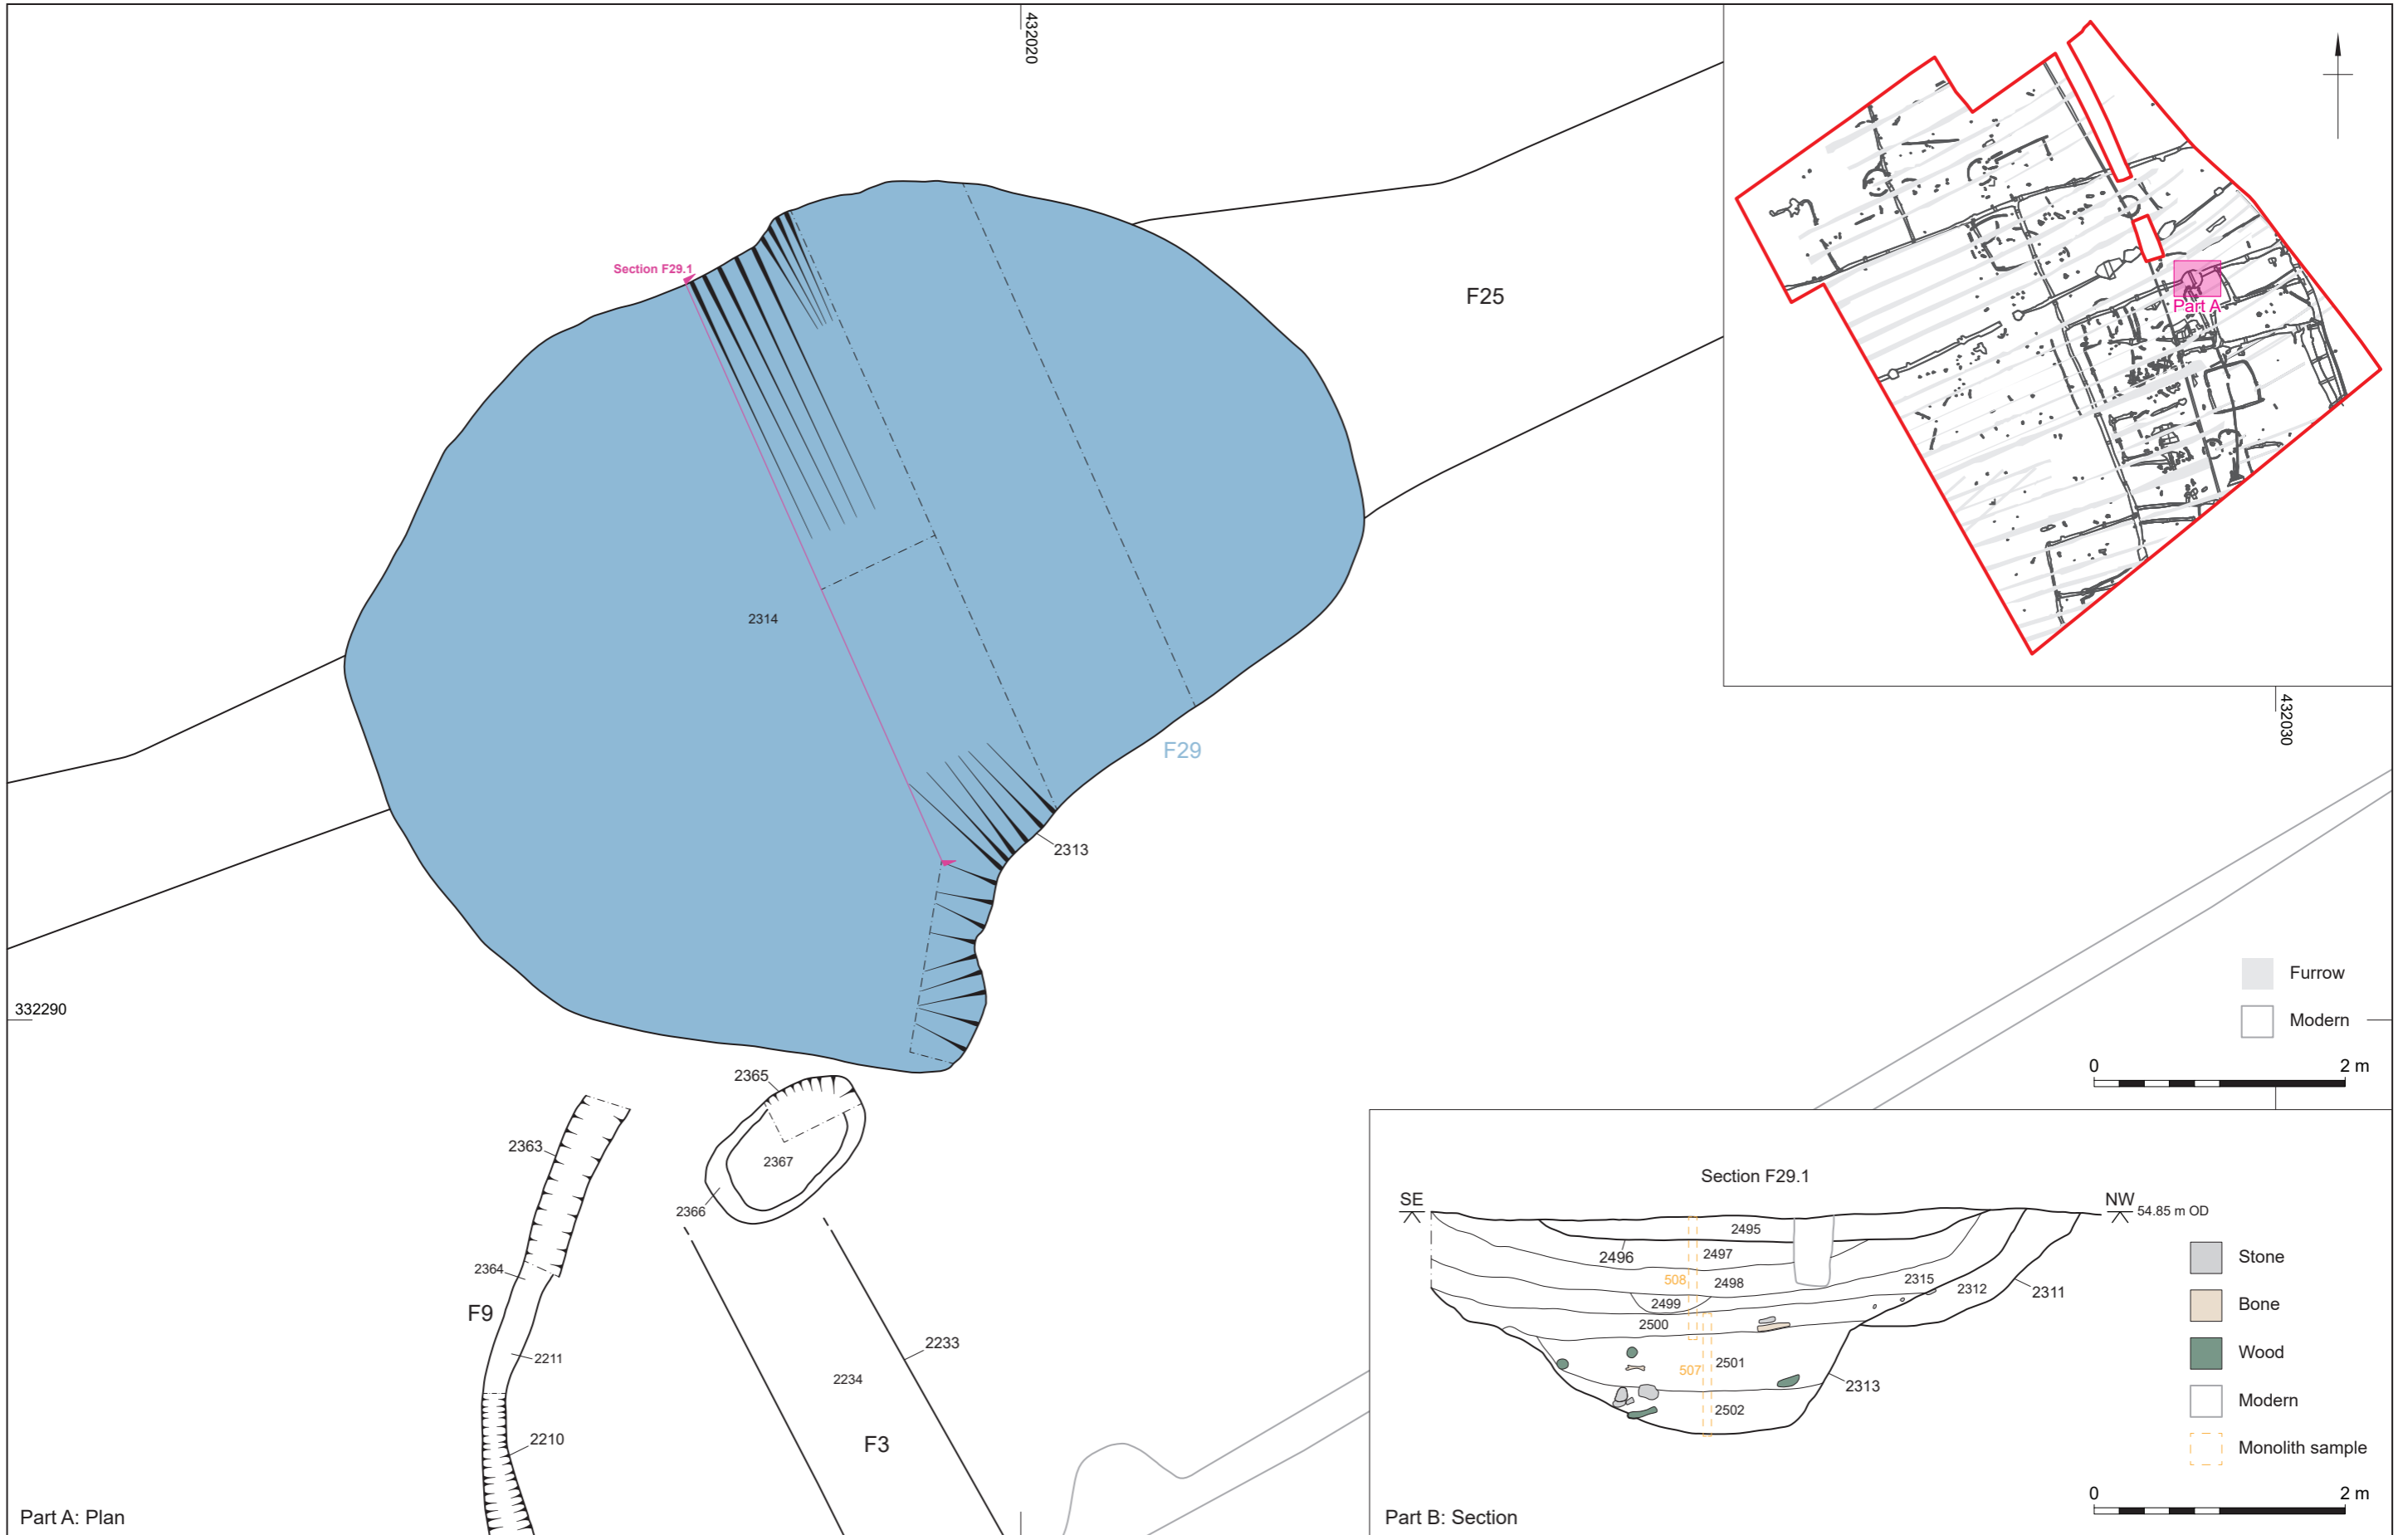 432020
Section F29.1
F25
Part A
2314
F29
432030
2313
Furrow
332290
Modern
0 2 m
2365
2363
2367
2366
2364
F9
2211
2233
2234
2210
F3
Part A: Plan
Section F29.1
SE
NW
54.85 m OD
2495
2496
2497
508
2498
2315
2312
2311
2499
2500
507
2501
2313
2502
Stone
Bone
Wood
Modern
Monolith sample
0 2 m
Part B: Section